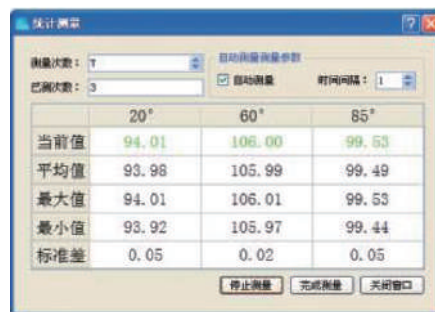 统计测量
测量次数： 7
自动测量测量参数
已测次数： 3
自动测量 时间间隔： 1
20° 60° 85°
当前值 94.01 106.00 99.53
平均值 93.98 105.99 99.49
最大值 94.01 106.01 99.53
最小值 93.92 105.97 99.44
标准差 0.05 0.02 0.05
停止测量 完成测量 关闭窗口